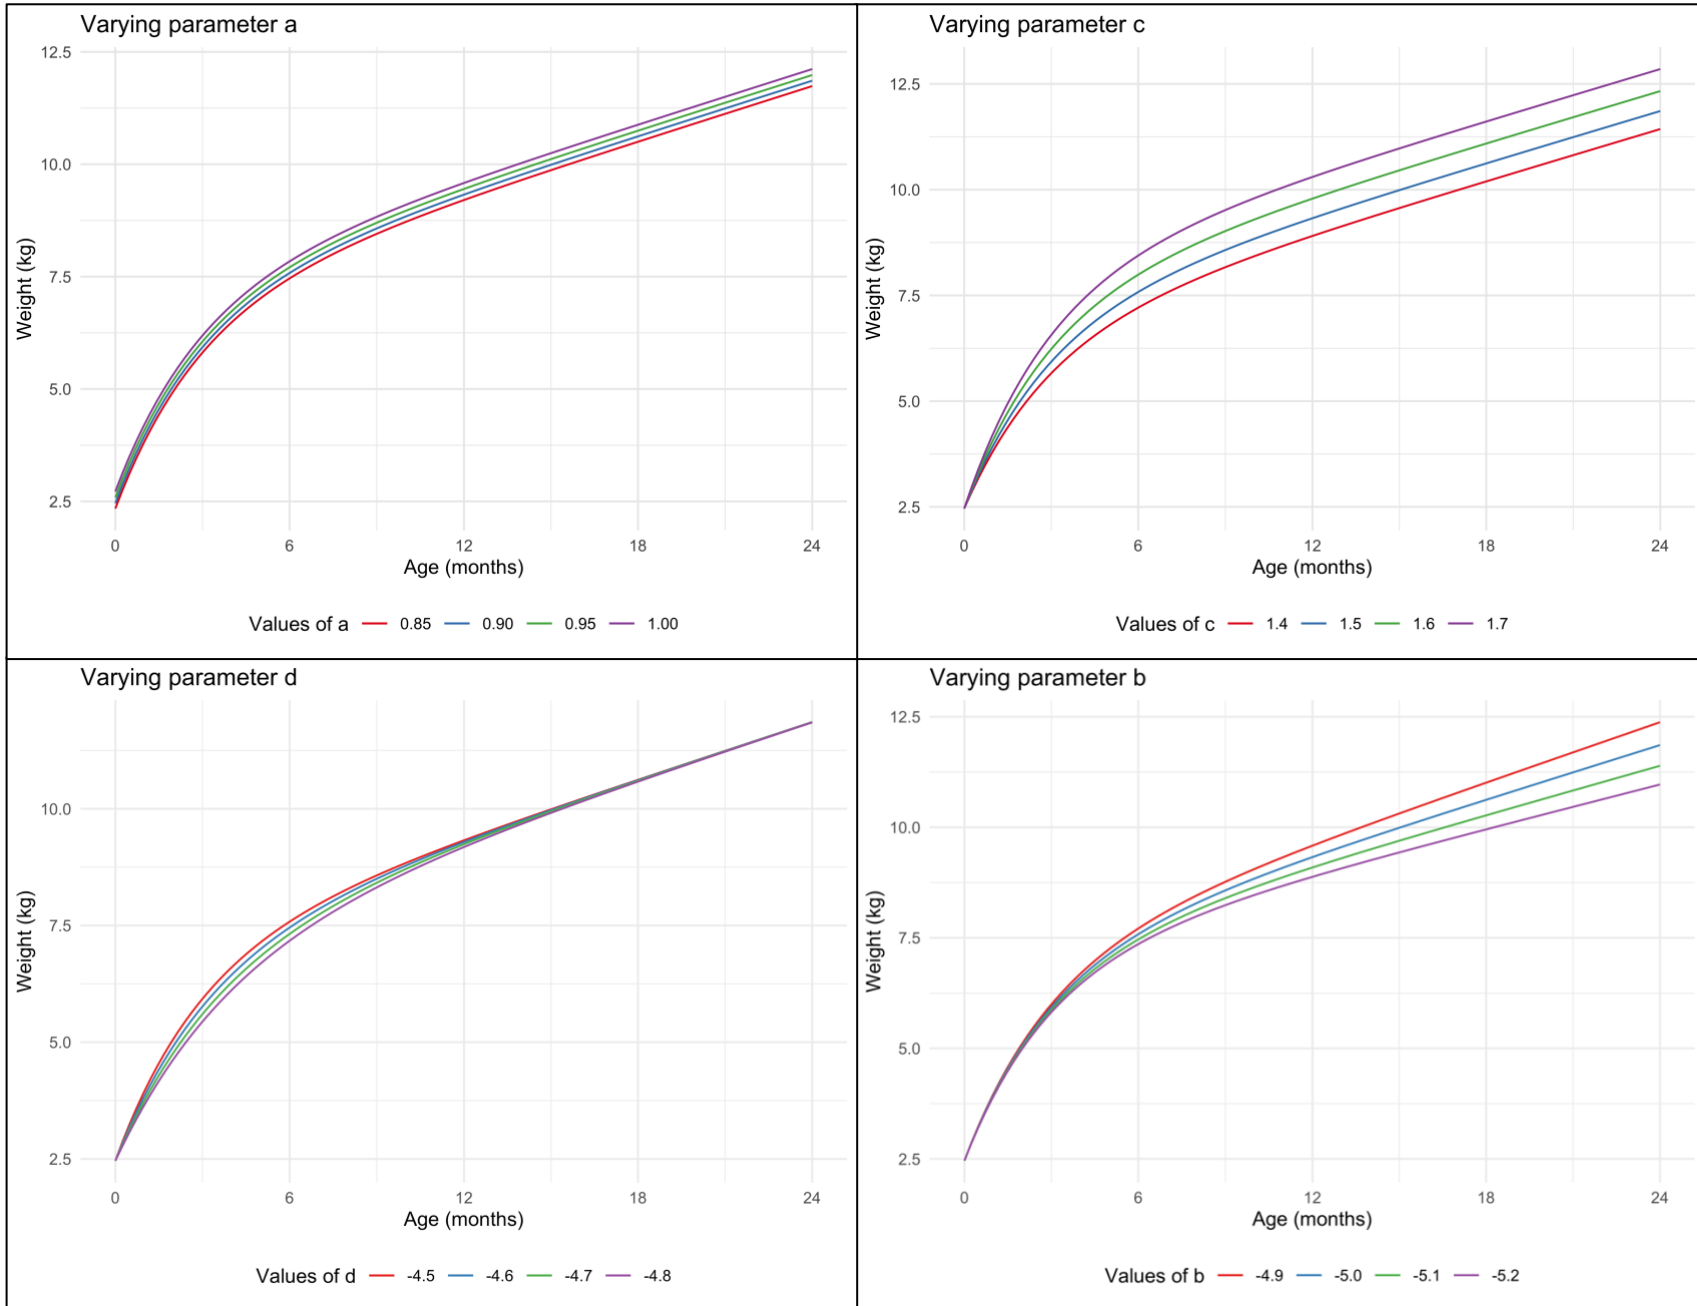 Varying parameter a
12.5
10.0
7.5
5.0
2.5
Weight (kg)
0 6 12 18 24
Age (months)
Values of a 0.85 0.90 0.95 1.00
Varying parameter c
12.5
10.0
7.5
5.0
2.5
Weight (kg)
0 6 12 18 24
Age (months)
Values of c 1.4 1.5 1.6 1.7
Varying parameter d
10.0
7.5
5.0
2.5
Weight (kg)
0 6 12 18 24
Age (months)
Values of d -4.5 -4.6 -4.7 -4.8
Varying parameter b
12.5
10.0
7.5
5.0
2.5
Weight (kg)
0 6 12 18 24
Age (months)
Values of b -4.9 -5.0 -5.1 -5.2